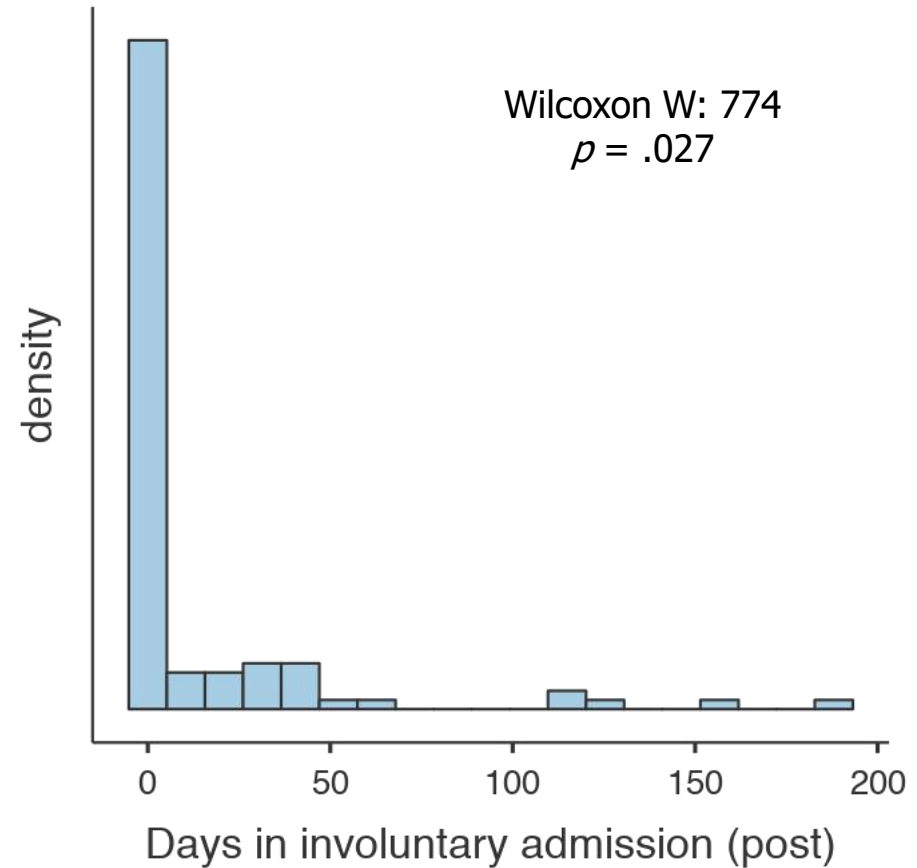 Wilcoxon W: 774
p = .027
density
0 50 100 150 200
Days in involuntary admission (post)